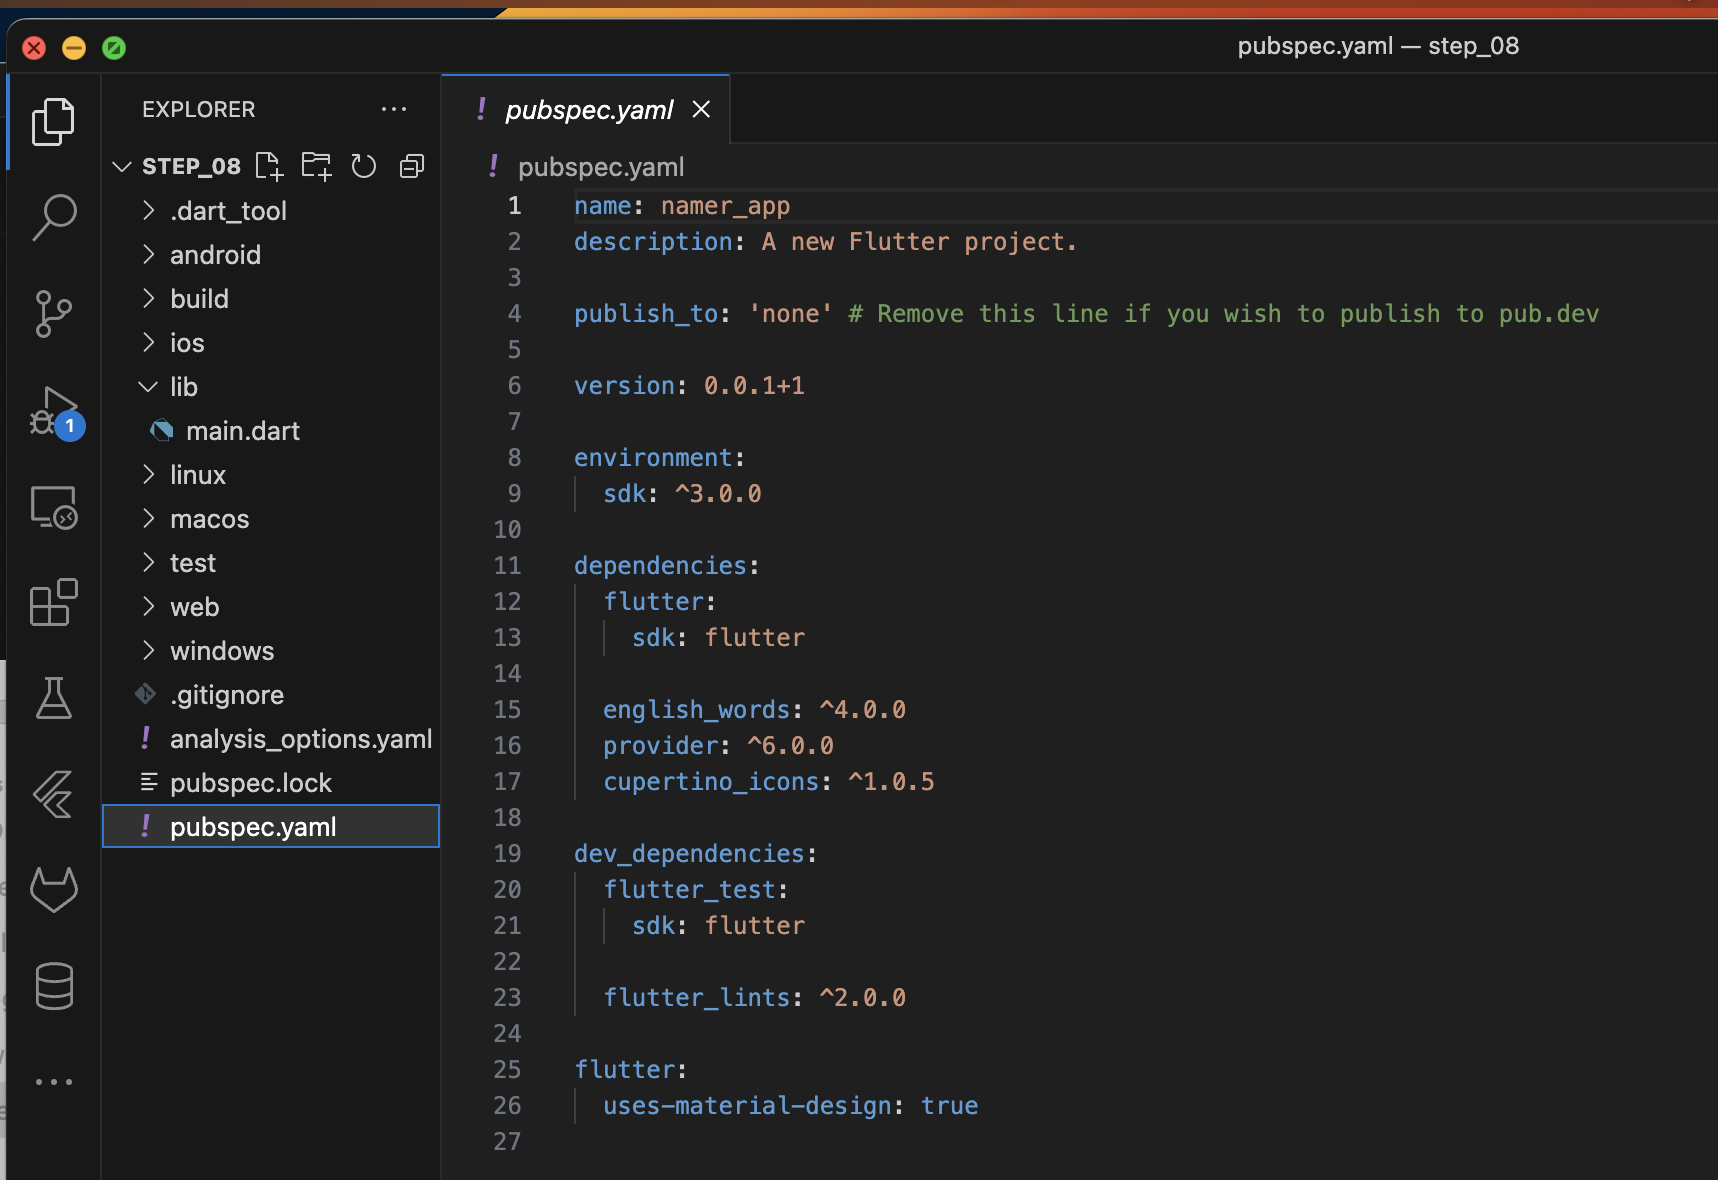 pubspec.yaml — step_08
EXPLORER
STEP_08
.dart_tool
android
build
ios
lib
main.dart
linux
macos
test
web
windows
.gitignore
analysis_options.yaml
pubspec.lock
! pubspec.yaml
1
! pubspec.yaml
! pubspec.yaml
1 name: namer_app
2 description: A new Flutter project.
3
4 publish_to: 'none' # Remove this line if you wish to publish to pub.dev
5
6 version: 0.0.1+1
7
8 environment:
9 sdk: ^3.0.0
10
11 dependencies:
12 flutter:
13 sdk: flutter
14
15 english_words: ^4.0.0
16 provider: ^6.0.0
17 cupertino_icons: ^1.0.5
18
19 dev_dependencies:
20 flutter_test:
21 sdk: flutter
22
23 flutter_lints: ^2.0.0
24
25 flutter:
26 uses-material-design: true
27